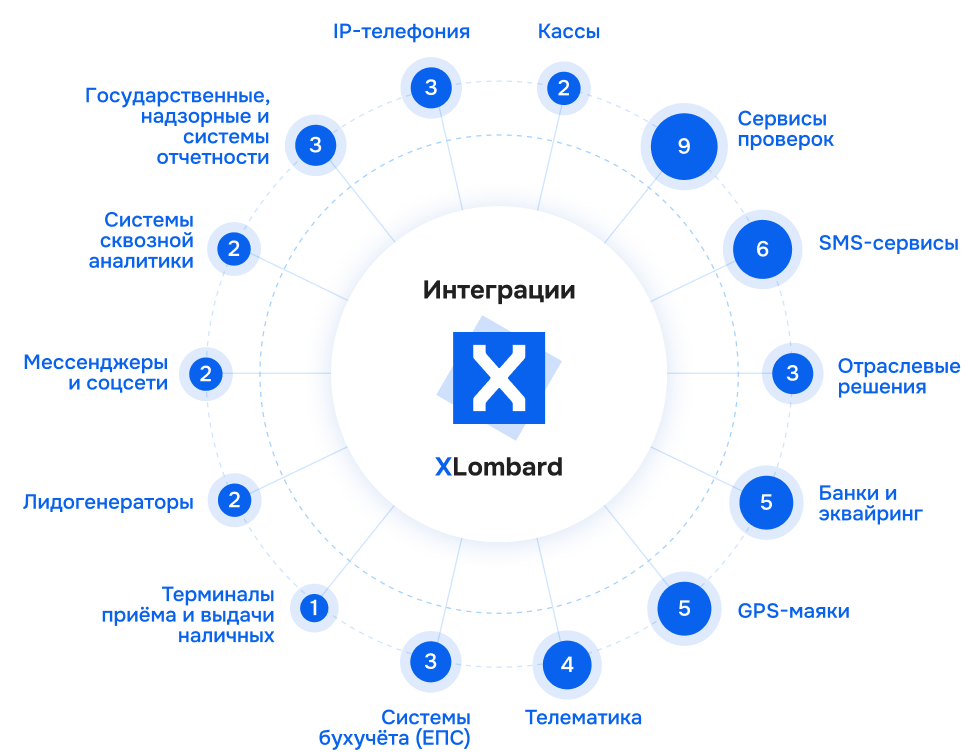 IP-телефония
3
Кассы
2
Сервисы
проверок
9
SMS-сервисы
6
Отраслевые
решения
3
Банки и
эквайринг
5
GPS-маяки
5
Телематика
4
Системы
бухучёта (ЕПС)
3
Терминалы
приёма и выдачи
наличных
1
Лидогенераторы
2
Мессенджеры
и соцсети
2
Системы
сквозной
аналитики
2
Государственные,
надзорные и
системы
отчетности
3
Интеграции
X
XLombard